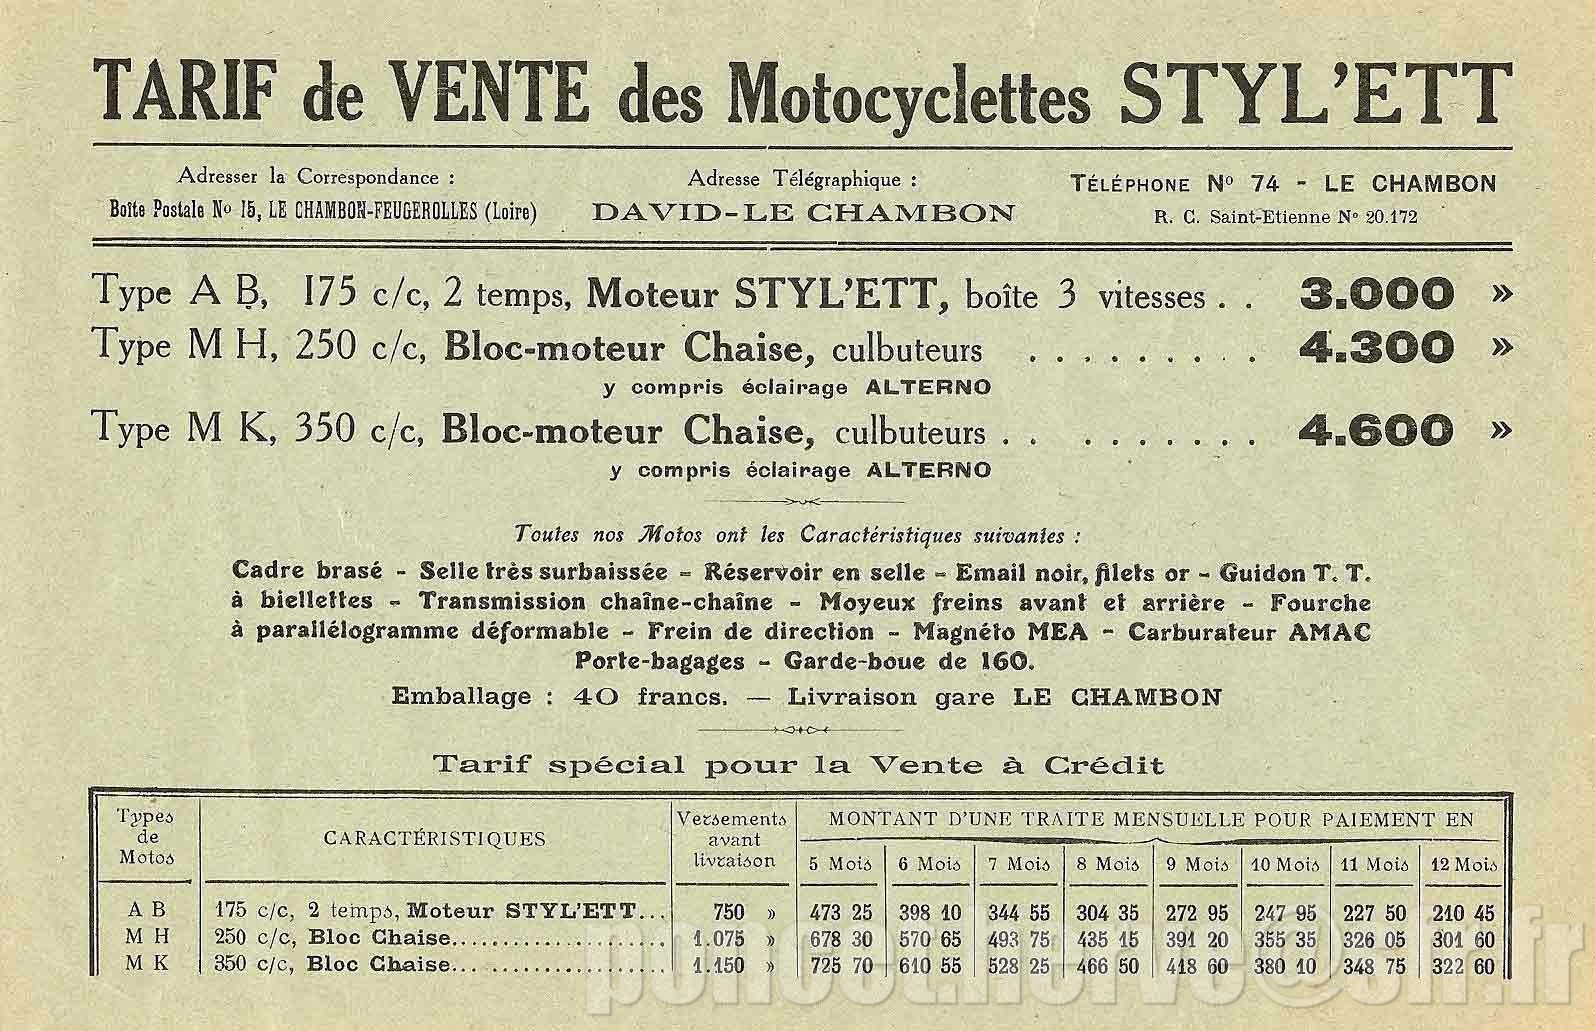 TARIF de VENTE des Motocyclettes STYL'ETT
Adresser la Correspondance :
Boîte Postale No 15, LE CHAMBON-FEUGEROLLES (Loire)
Adresse Télégraphique :
DAVID-LE CHAMBON
TÉLÉPHONE No 74 - LE CHAMBON
R. C. Saint-Etienne No 20.172
Type A B, 175 c/c, 2 temps, Moteur STYL'ETT, boîte 3 vitesses . . 3.000 »
Type M H, 250 c/c, Bloc-moteur Chaise, culbuteurs . . . . . . . . . 4.300 »
y compris éclairage ALTERNO
Type M K, 350 c/c, Bloc-moteur Chaise, culbuteurs . . . . . . . . . 4.600 »
y compris éclairage ALTERNO
Toutes nos Motos ont les Caractéristiques suivantes :
Cadre brasé - Selle très surbaissée - Réservoir en selle - Email noir, filets or - Guidon T. T.
à biellettes - Transmission chaîne-chaîne - Moyeux freins avant et arrière - Fourche
à parallélogramme déformable - Frein de direction - Magnéto MEA - Carburateur AMAC
Porte-bagages - Garde-boue de 160.
Emballage : 40 francs. — Livraison gare LE CHAMBON
Tarif spécial pour la Vente à Crédit
Types de Motos
CARACTÉRISTIQUES
Versements avant livraison
MONTANT D'UNE TRAITE MENSUELLE POUR PAIEMENT EN
5 Mois 6 Mois 7 Mois 8 Mois 9 Mois 10 Mois 11 Mois 12 Mois
A B 175 c/c, 2 temps, Moteur STYL'ETT... 750 » 473 25 398 10 344 55 304 35 272 95 247 95 227 50 210 45
M H 250 c/c, Bloc Chaise....................... 1.075 » 678 30 570 65 493 75 435 15 391 20 355 35 326 05 301 60
M K 350 c/c, Bloc Chaise... ................... 1.150 » 725 70 610 55 528 25 466 50 418 60 380 10 348 75 322 60